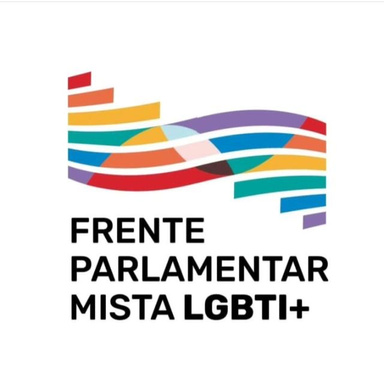 FRENTE
PARLAMENTAR
MISTA LGBTI+